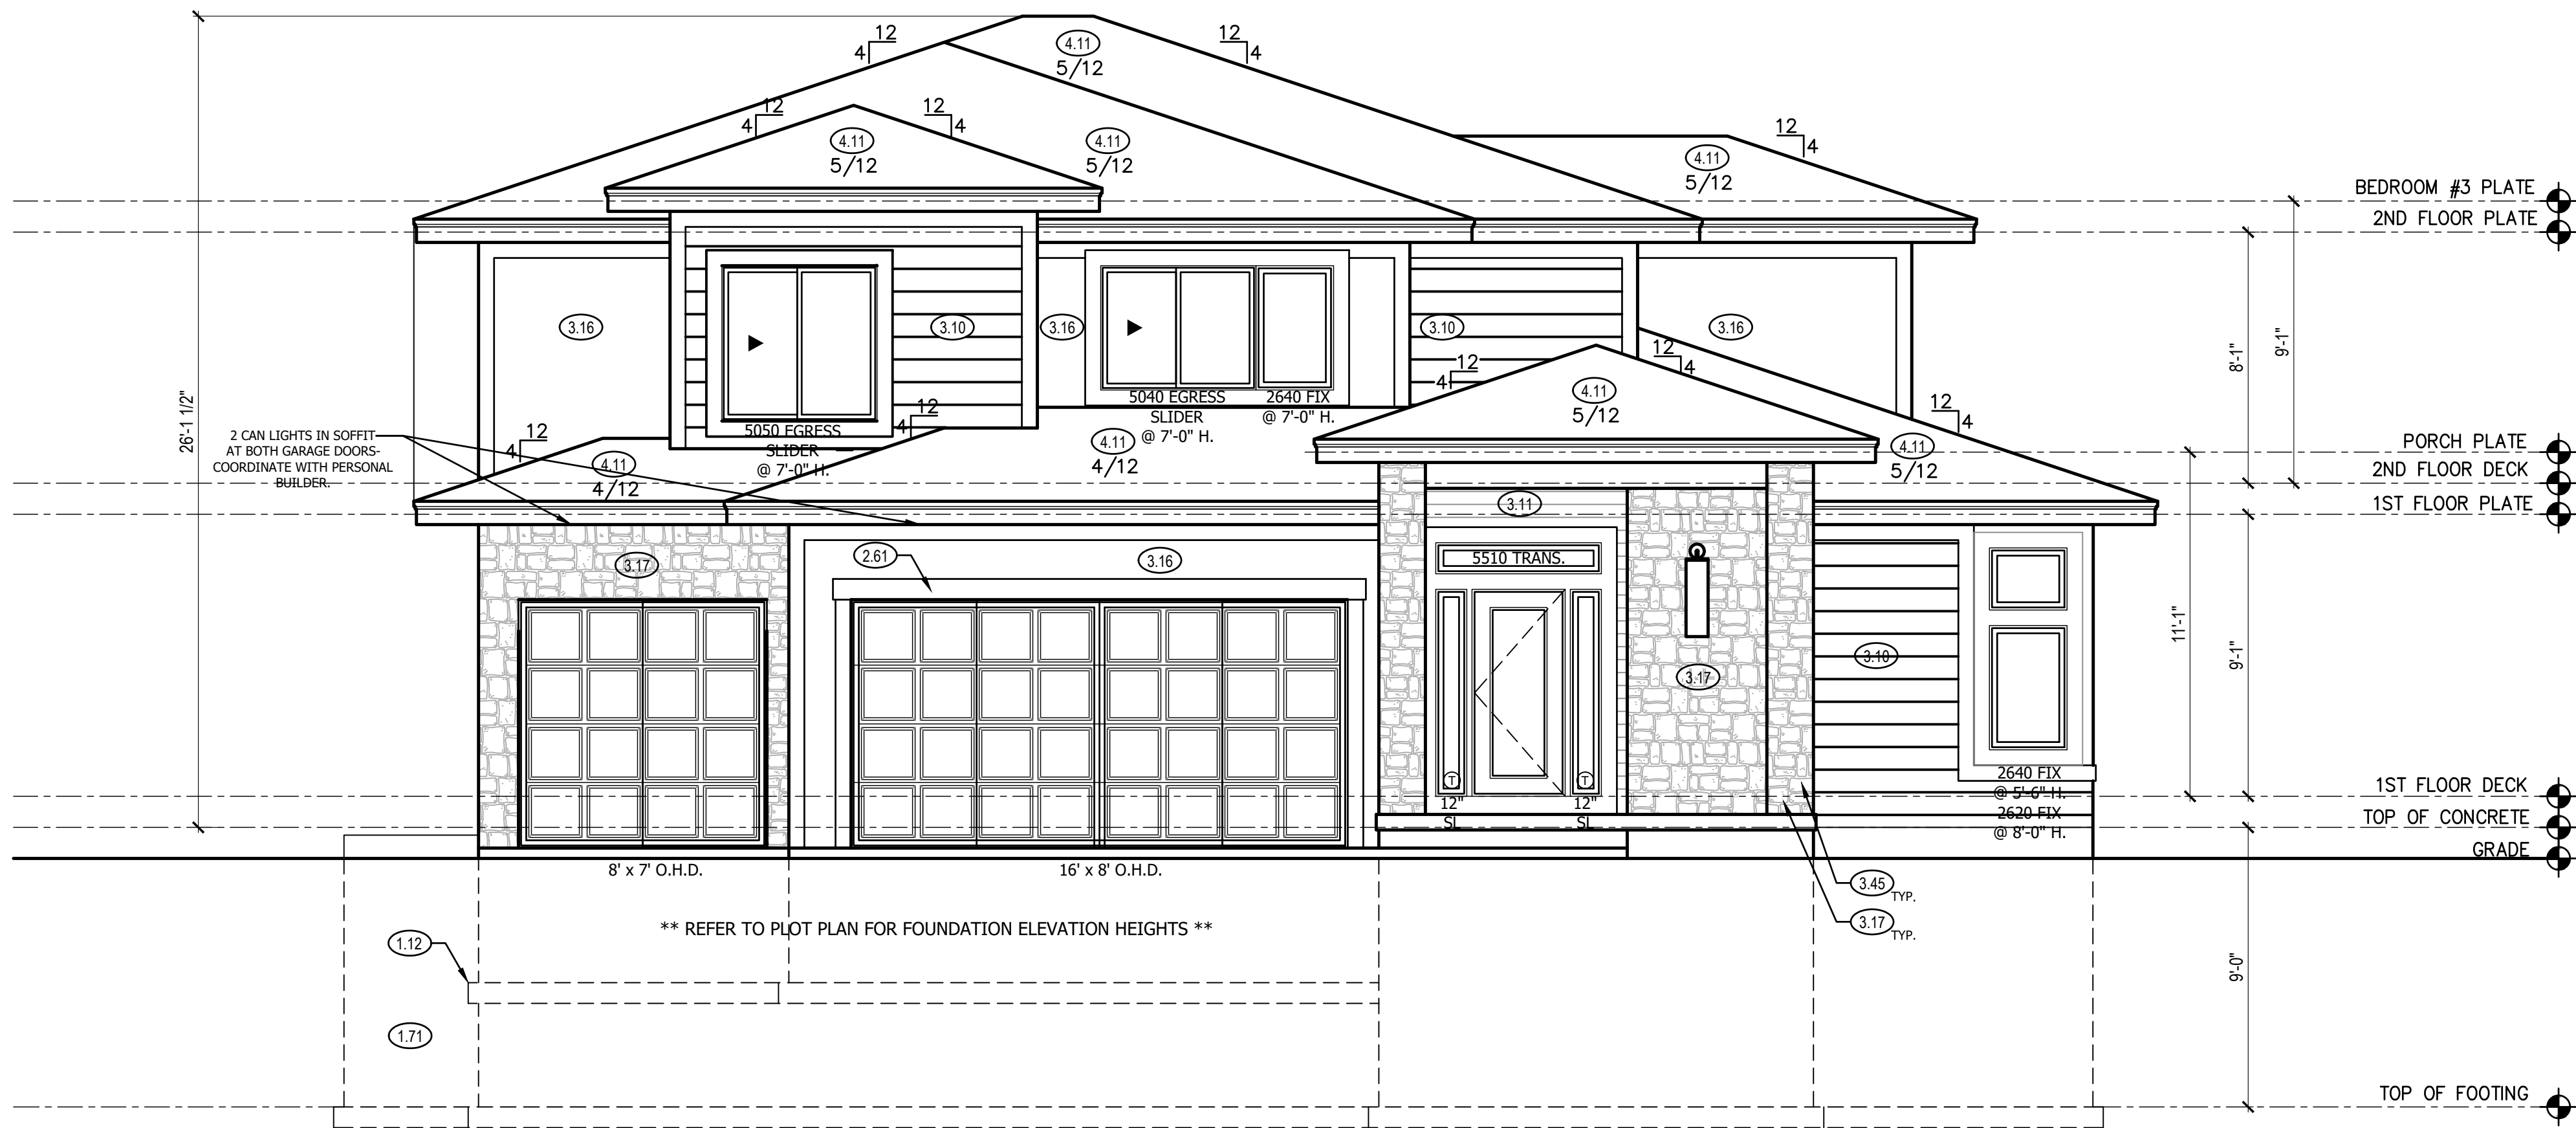 12
4
4.11
5/12
12
4
12
4
12
4
4.11
5/12
4.11
5/12
4.11
5/12
12
4
BEDROOM #3 PLATE
2ND FLOOR PLATE
3.16
3.10
3.16
3.10
3.16
8'-1"
9'-1"
26'-1 1/2"
5050 EGRESS
SLIDER
@ 7'-0" H.
5040 EGRESS
SLIDER
@ 7'-0" H.
2640 FIX
@ 7'-0" H.
12
4
12
4
4.11
5/12
12
4
12
4
12
4
2 CAN LIGHTS IN SOFFIT
AT BOTH GARAGE DOORS-
COORDINATE WITH PERSONAL
BUILDER.
4.11
4/12
4.11
4/12
4.11
5/12
PORCH PLATE
2ND FLOOR DECK
1ST FLOOR PLATE
3.11
3.17
2.61
3.16
5510 TRANS.
3.17
3.10
11'-1"
9'-1"
T
T
12"
SL
12"
SL
2640 FIX
@ 5'-6" H.
2620 FIX
@ 8'-0" H.
1ST FLOOR DECK
TOP OF CONCRETE
GRADE
8' x 7' O.H.D.
16' x 8' O.H.D.
3.45 TYP.
3.17 TYP.
** REFER TO PLOT PLAN FOR FOUNDATION ELEVATION HEIGHTS **
1.12
9'-0"
1.71
TOP OF FOOTING